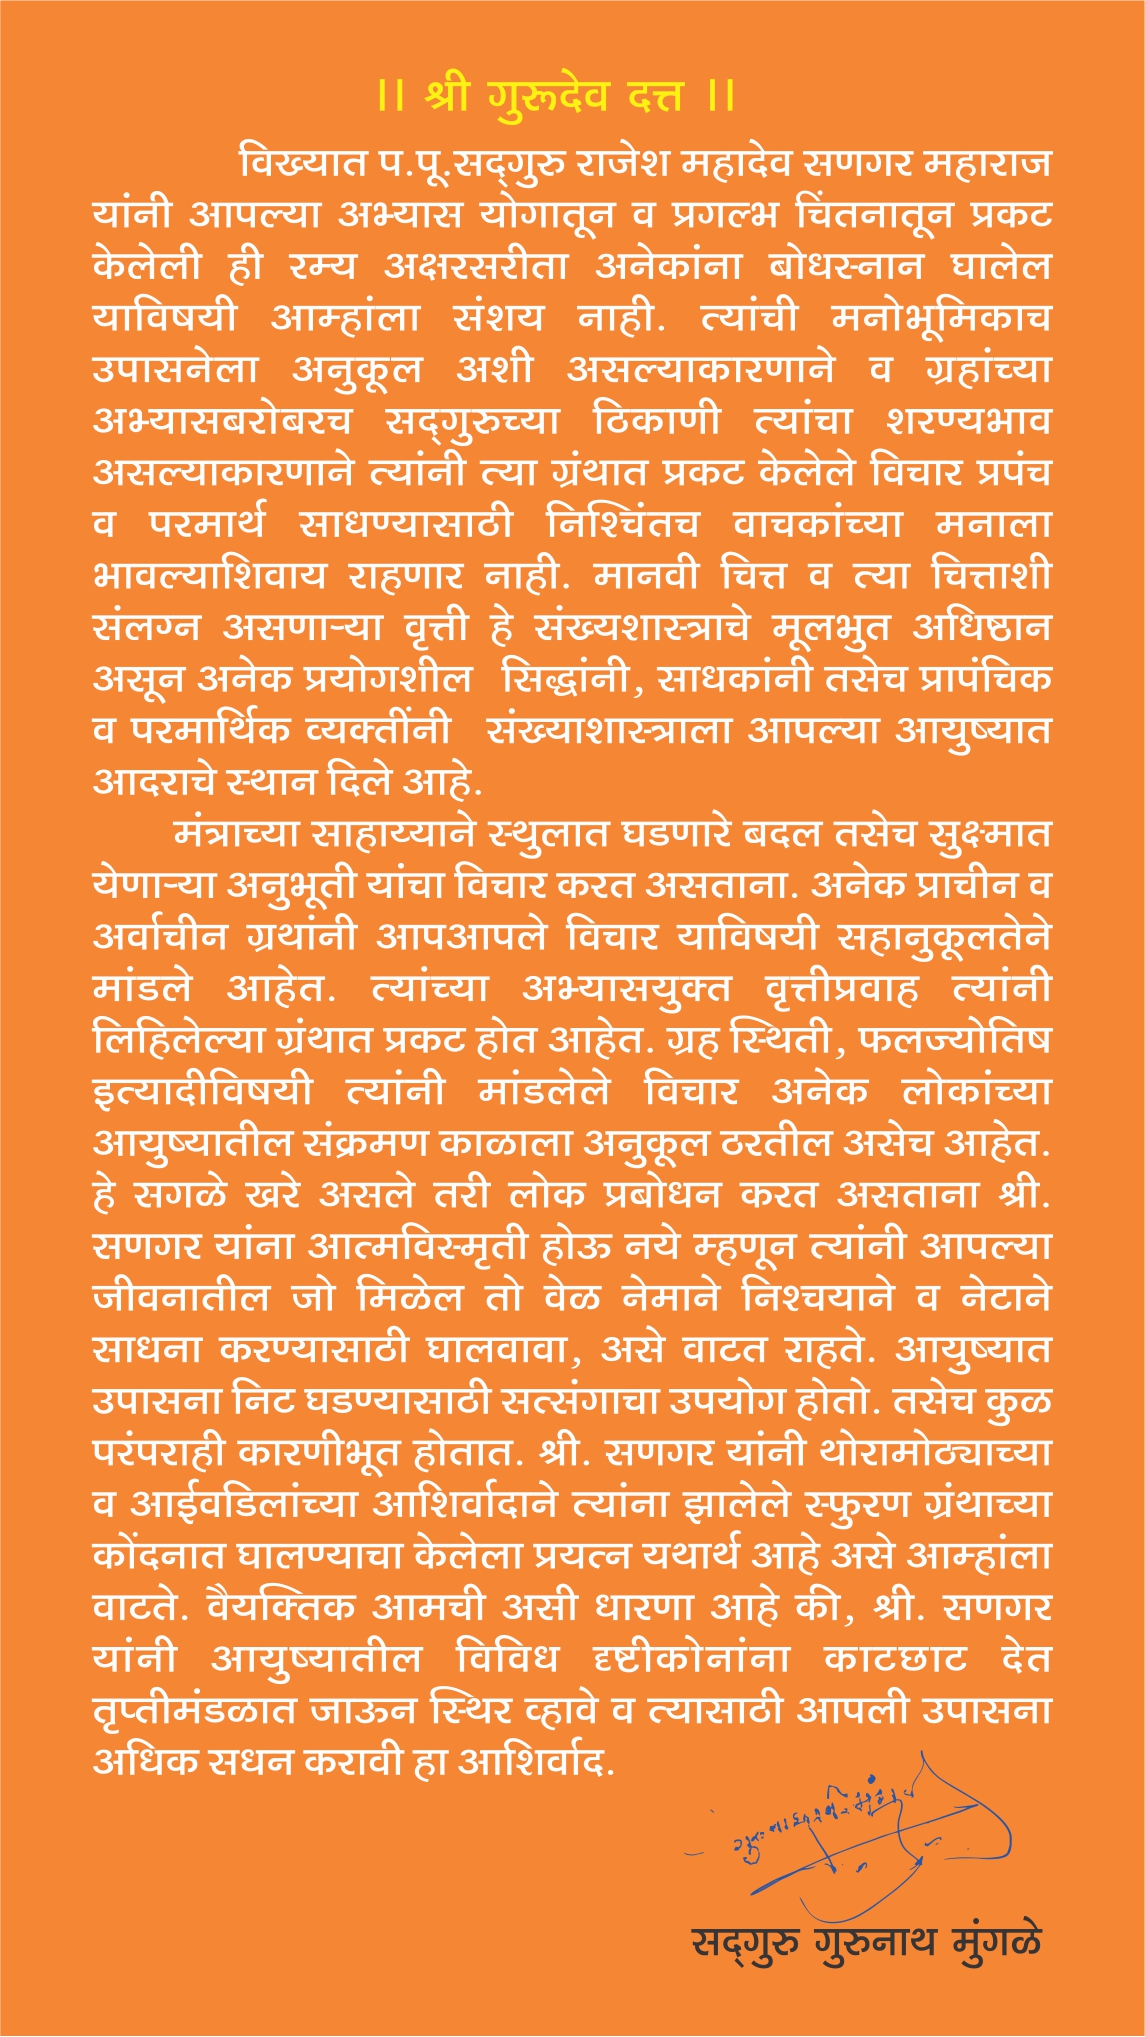 ।। श्री गुरूदेव दत्त ।।
विख्यात प.पू.सद्‌गुरु राजेश महादेव सणगर महाराज
यांनी आपल्या अभ्यास योगातून व प्रगल्भ चिंतनातून प्रकट
केलेली ही रम्य अक्षरसरीता अनेकांना बोधस्नान घालेल
याविषयी आम्हांला संशय नाही. त्यांची मनोभूमिकाच
उपासनेला अनुकूल अशी असल्याकारणाने व ग्रहांच्या
अभ्यासबरोबरच सद्‌गुरुच्या ठिकाणी त्यांचा शरण्यभाव
असल्याकारणाने त्यांनी त्या ग्रंथात प्रकट केलेले विचार प्रपंच
व परमार्थ साधण्यासाठी निश्चिंतच वाचकांच्या मनाला
भावल्याशिवाय राहणार नाही. मानवी चित्त व त्या चित्ताशी
संलग्न असणाऱ्या वृत्ती हे संख्यशास्त्राचे मूलभुत अधिष्ठान
असून अनेक प्रयोगशील सिद्धांनी, साधकांनी तसेच प्रापंचिक
व परमार्थिक व्यक्तींनी संख्याशास्त्राला आपल्या आयुष्यात
आदराचे स्थान दिले आहे.
मंत्राच्या साहाय्याने स्थुलात घडणारे बदल तसेच सुक्ष्मात
येणाऱ्या अनुभूती यांचा विचार करत असताना. अनेक प्राचीन व
अर्वाचीन ग्रथांनी आपआपले विचार याविषयी सहानुकूलतेने
मांडले आहेत. त्यांच्या अभ्यासयुक्त वृत्तीप्रवाह त्यांनी
लिहिलेल्या ग्रंथात प्रकट होत आहेत. ग्रह स्थिती, फलज्योतिष
इत्यादीविषयी त्यांनी मांडलेले विचार अनेक लोकांच्या
आयुष्यातील संक्रमण काळाला अनुकूल ठरतील असेच आहेत.
हे सगळे खरे असले तरी लोक प्रबोधन करत असताना श्री.
सणगर यांना आत्मविस्मृती होऊ नये म्हणून त्यांनी आपल्या
जीवनातील जो मिळेल तो वेळ नेमाने निश्चयाने व नेटाने
साधना करण्यासाठी घालवावा, असे वाटत राहते. आयुष्यात
उपासना निट घडण्यासाठी सत्संगाचा उपयोग होतो. तसेच कुळ
परंपराही कारणीभूत होतात. श्री. सणगर यांनी थोरामोठ्याच्या
व आईवडिलांच्या आशिर्वादाने त्यांना झालेले स्फुरण ग्रंथाच्या
कोंदनात घालण्याचा केलेला प्रयत्न यथार्थ आहे असे आम्हांला
वाटते. वैयक्तिक आमची असी धारणा आहे की, श्री. सणगर
यांनी आयुष्यातील विविध दृष्टीकोनांना काटछाट देत
तृप्तीमंडळात जाऊन स्थिर व्हावे व त्यासाठी आपली उपासना
अधिक सधन करावी हा आशिर्वाद.
सद्‌गुरु गुरुनाथ मुंगळे